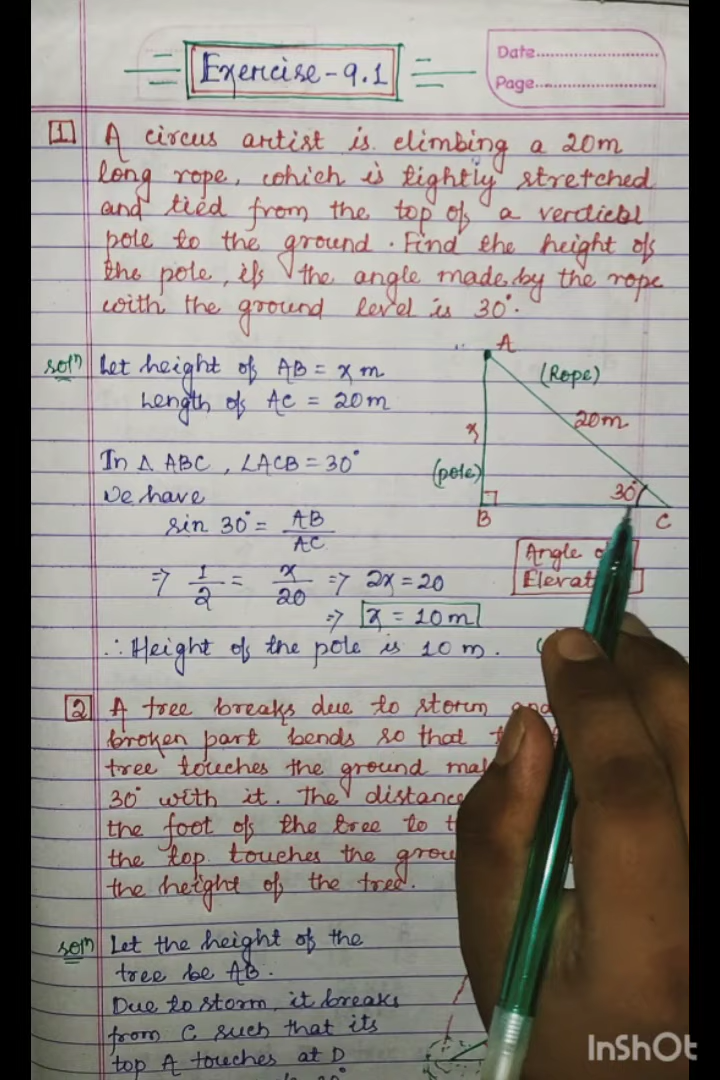 Exercise-9.1
Date
Page
1 A circus artist is climbing a 20m
long rope, which is tightly stretched
and tied from the top of a verdicbl
pole to the ground. Find the height of
the pole, if the angle made by the rope
with the ground level is 30°.
Soln Let height of AB = x m
Length of AC = 20m
In △ ABC, ∠ACB = 30°
We have
sin 30° = AB/AC
⇒ 1/2 = x/20 ⇒ 2x = 20
⇒ x = 10m
∴ Height of the pole is 10 m.
A
(Rope)
20m
x
(pole)
30°
B
C
Angle
Elevat
2 A tree breaks due to storm and
broken part bends so that
tree touches the ground
30° with it. The distance
the foot of the tree to
the top touches the
the height of the tree.
Soln Let the height of the
tree be AB.
Due to storm, it breaks
from C such that its
top A touches at D
InShOt